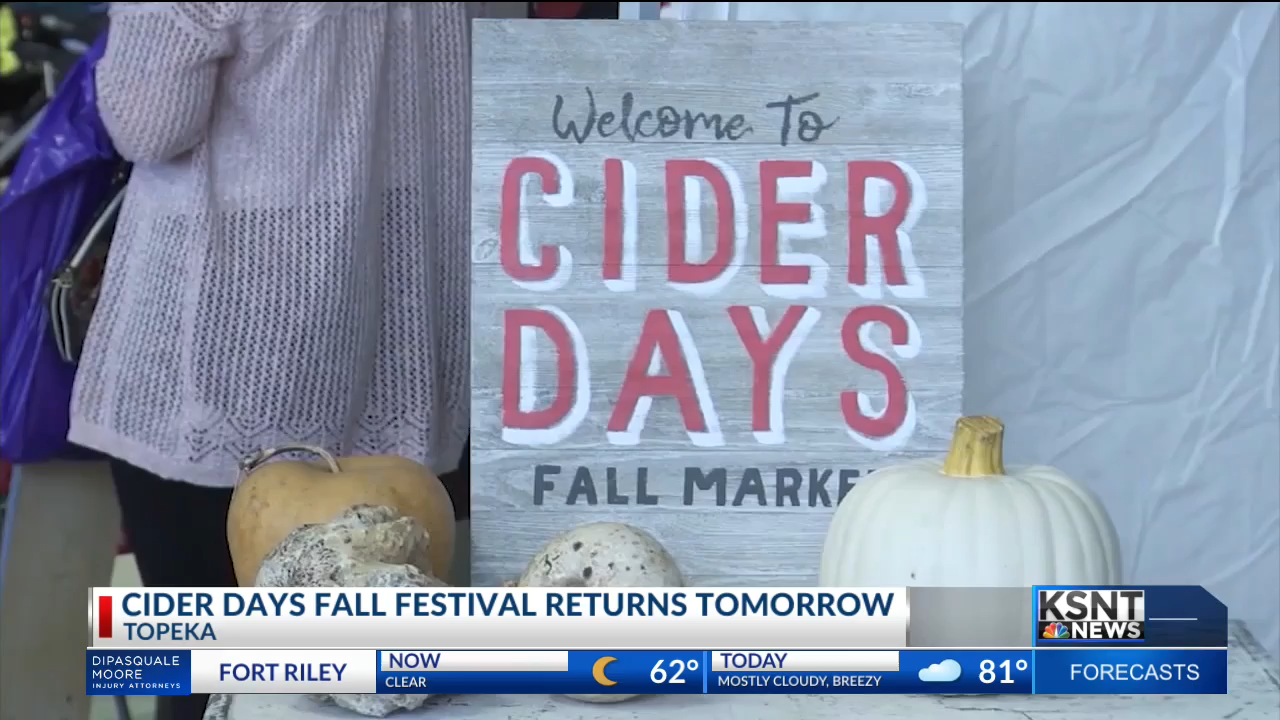 Welcome To
CIDER
DAYS
FALL MARKE
CIDER DAYS FALL FESTIVAL RETURNS TOMORROW
TOPEKA
KSNT
NEWS
DIPASQUALE
MOORE
INJURY ATTORNEYS
FORT RILEY
NOW
CLEAR
62°
TODAY
MOSTLY CLOUDY, BREEZY
81°
FORECASTS